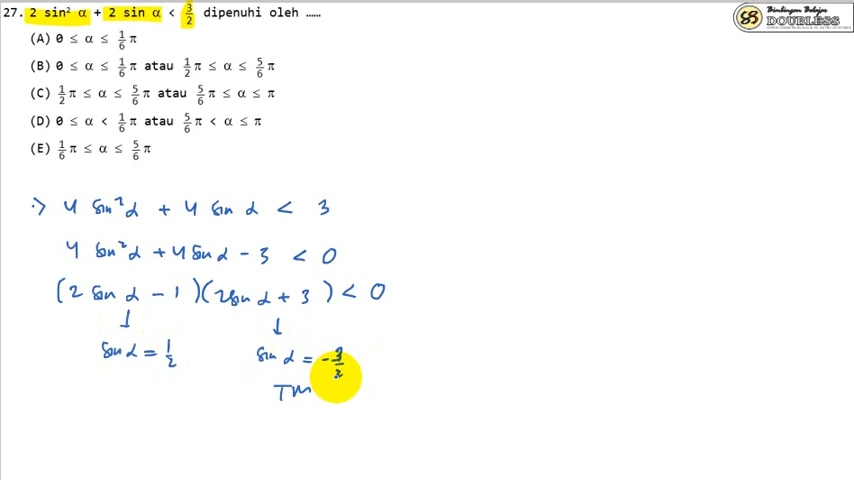 27. 2 sin² α + 2 sin α < 3/2 dipenuhi oleh ......
Bimbingan Belajar
DOUBLESS
(A) 0 ≤ α ≤ 1/6 π
(B) 0 ≤ α ≤ 1/6 π atau 1/2 π ≤ α ≤ 5/6 π
(C) 1/2 π ≤ α ≤ 5/6 π atau 5/6 π ≤ α ≤ π
(D) 0 ≤ α < 1/6 π atau 5/6 π < α ≤ π
(E) 1/6 π ≤ α ≤ 5/6 π
4 sin² α + 4 sin α < 3
4 sin² α + 4 sin α - 3 < 0
(2 sin α - 1)(2 sin α + 3) < 0
↓ ↓
sin α = 1/2 sin α = -3/2
TM